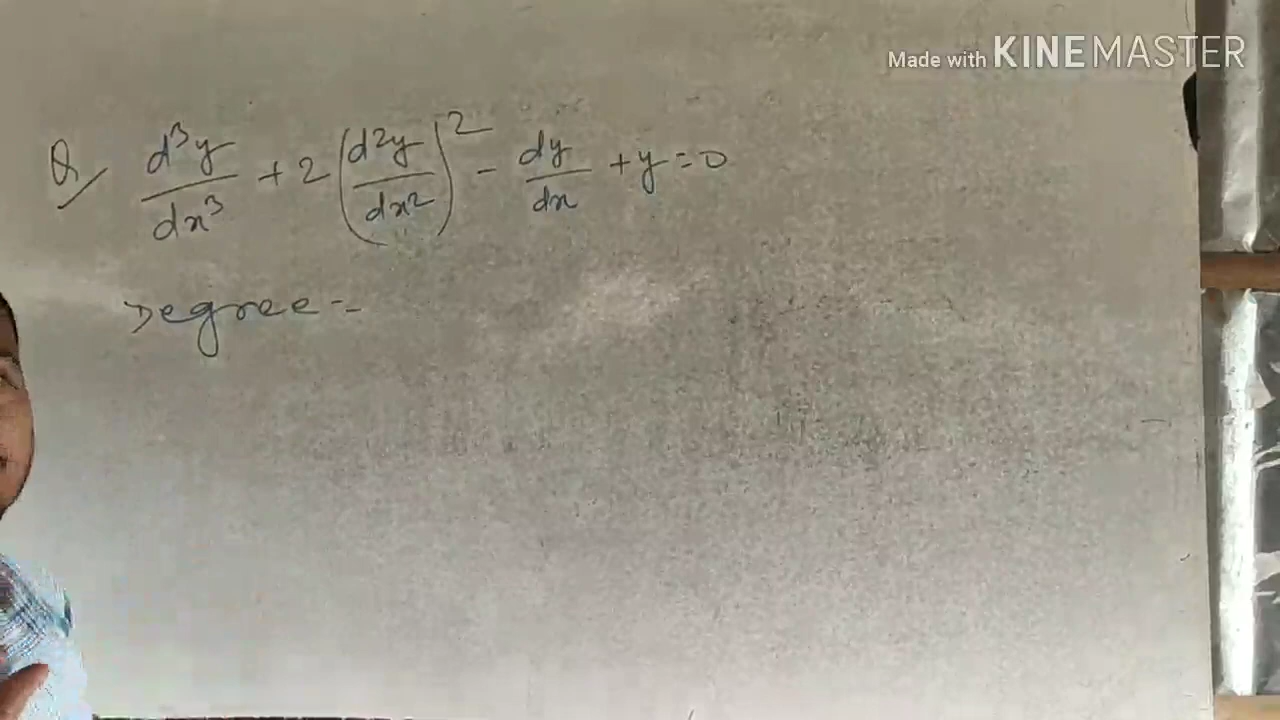 Made with KINEMASTER
Q/ d³y/dx³ + 2(d²y/dx²)² - dy/dx + y = 0
Degree =